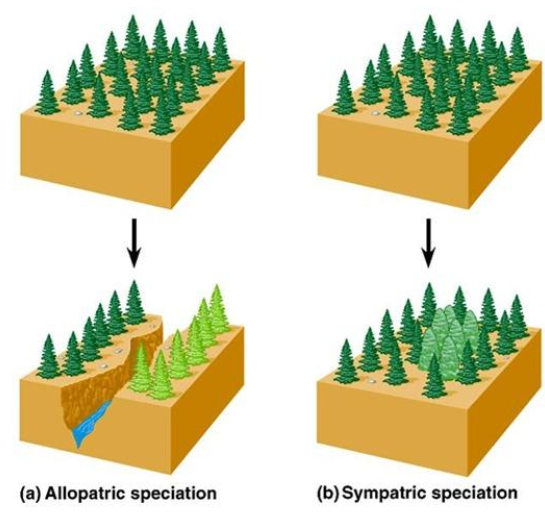 (a) Allopatric speciation
(b) Sympatric speciation